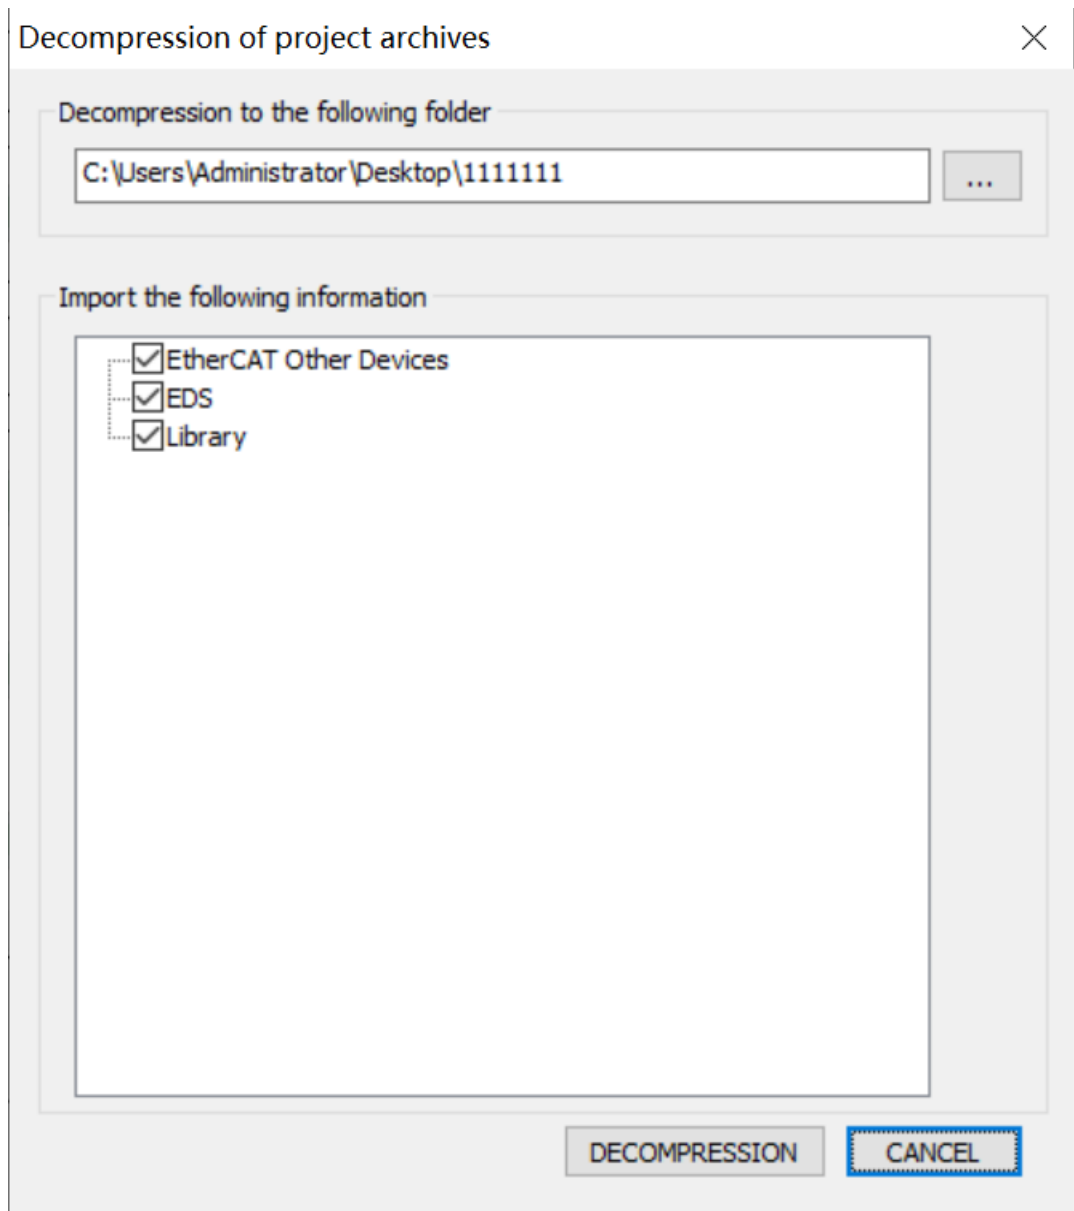 Decompression of project archives
Decompression to the following folder
C:\Users\Administrator\Desktop\1111111
...
Import the following information
EtherCAT Other Devices
EDS
Library
DECOMPRESSION
CANCEL